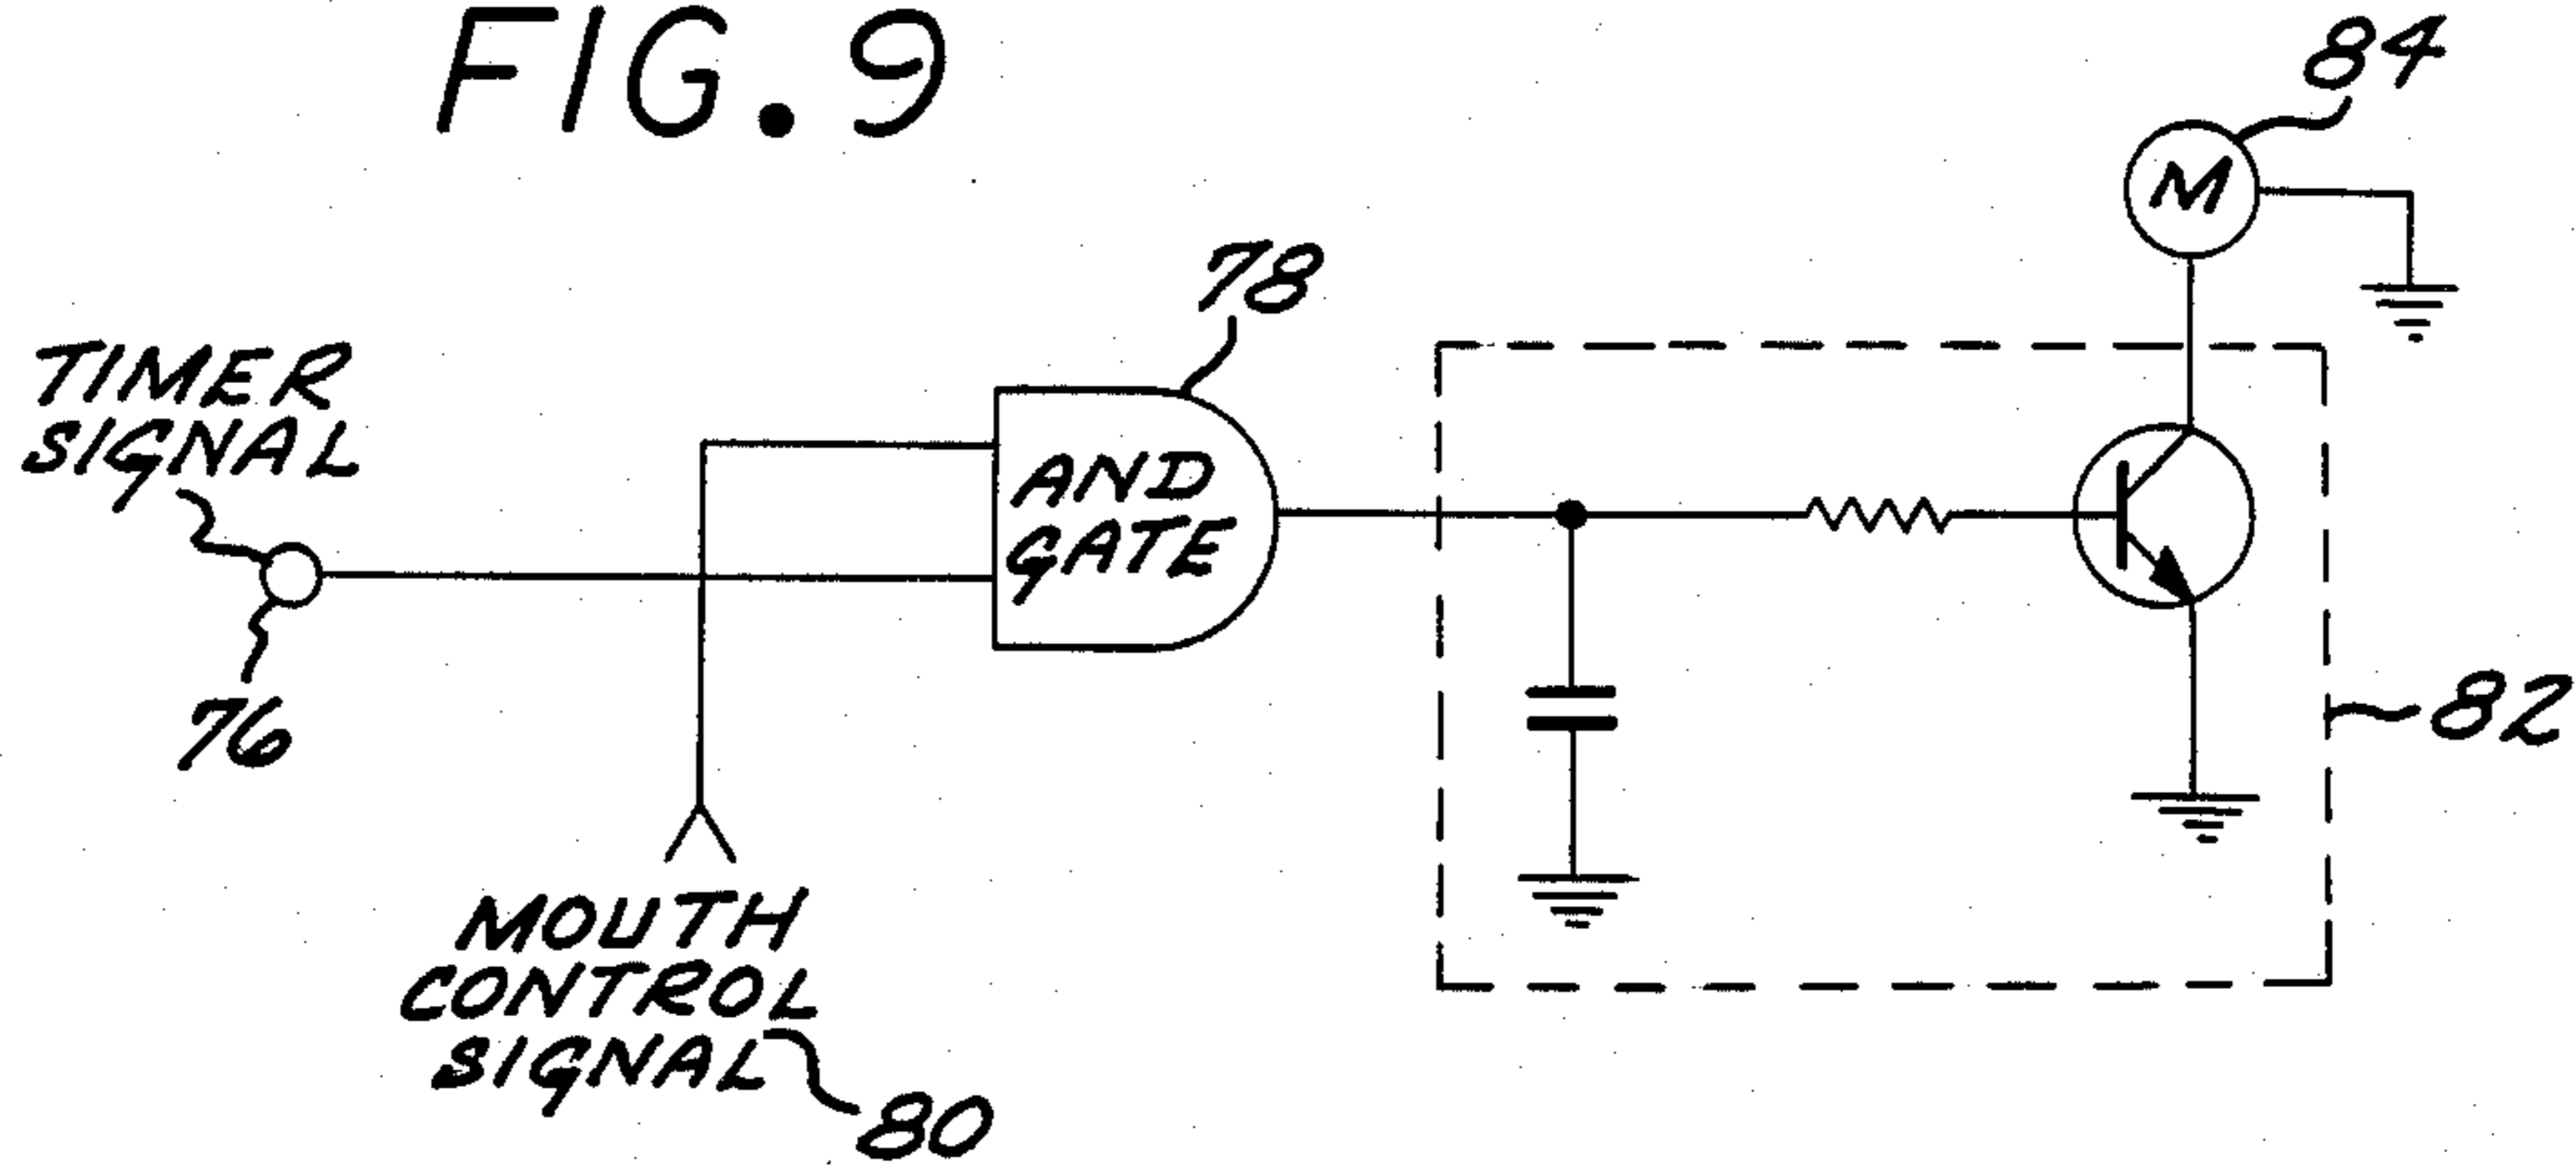 FIG. 9
84
M
78
TIMER
SIGNAL
AND
GATE
76
82
MOUTH
CONTROL
SIGNAL
80